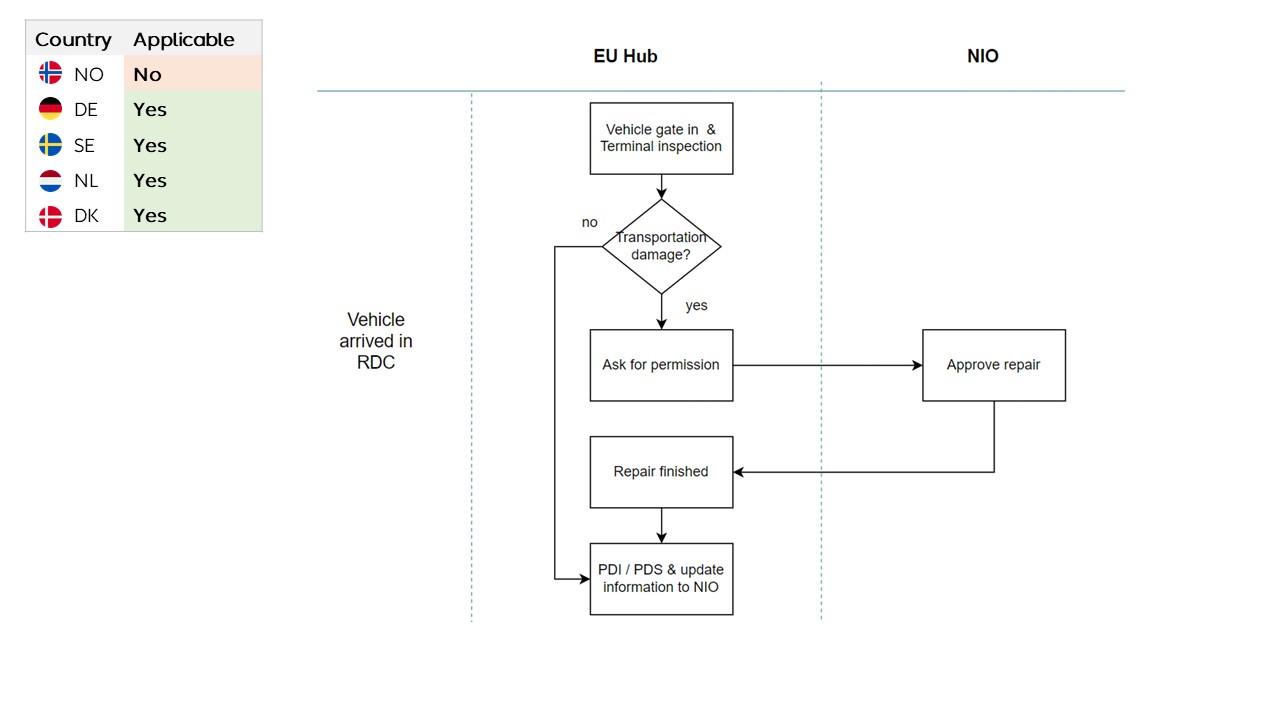 Country Applicable
NO No
DE Yes
SE Yes
NL Yes
DK Yes
EU Hub
NIO
Vehicle
arrived in
RDC
Vehicle gate in &
Terminal inspection
no
Transportation
damage?
yes
Ask for permission
Approve repair
Repair finished
PDI / PDS & update
information to NIO